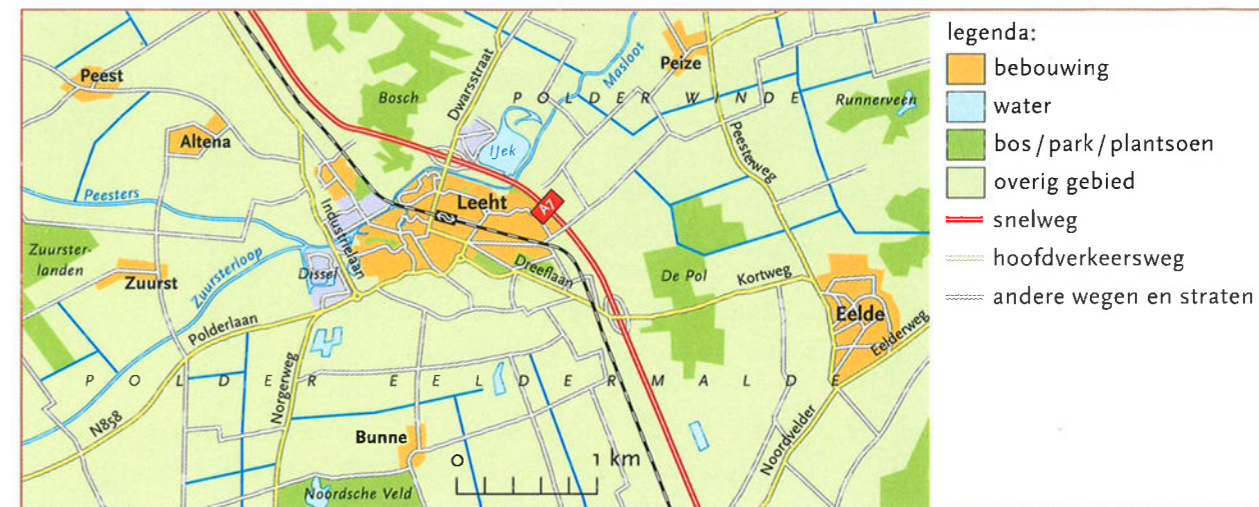 Peest
Altena
Peesters
Zuurster-
landen
Zuurst
Zuursterloop
Polderlaan
N858
Norgerweg
Industrielaan
Dissel
Bosch
Dwarsstraat
IJek
Masloot
Leeht
A7
Dreeflaan
Peize
POLDER WINDE
Runnerveen
Peesterweg
De Pol
Kortweg
Eelde
Eelderweg
Noordvelder
POLDER EELDERMALDE
Bunne
Noordsche Veld
0 1 km
legenda:
bebouwing
water
bos / park / plantsoen
overig gebied
snelweg
hoofdverkeersweg
andere wegen en straten